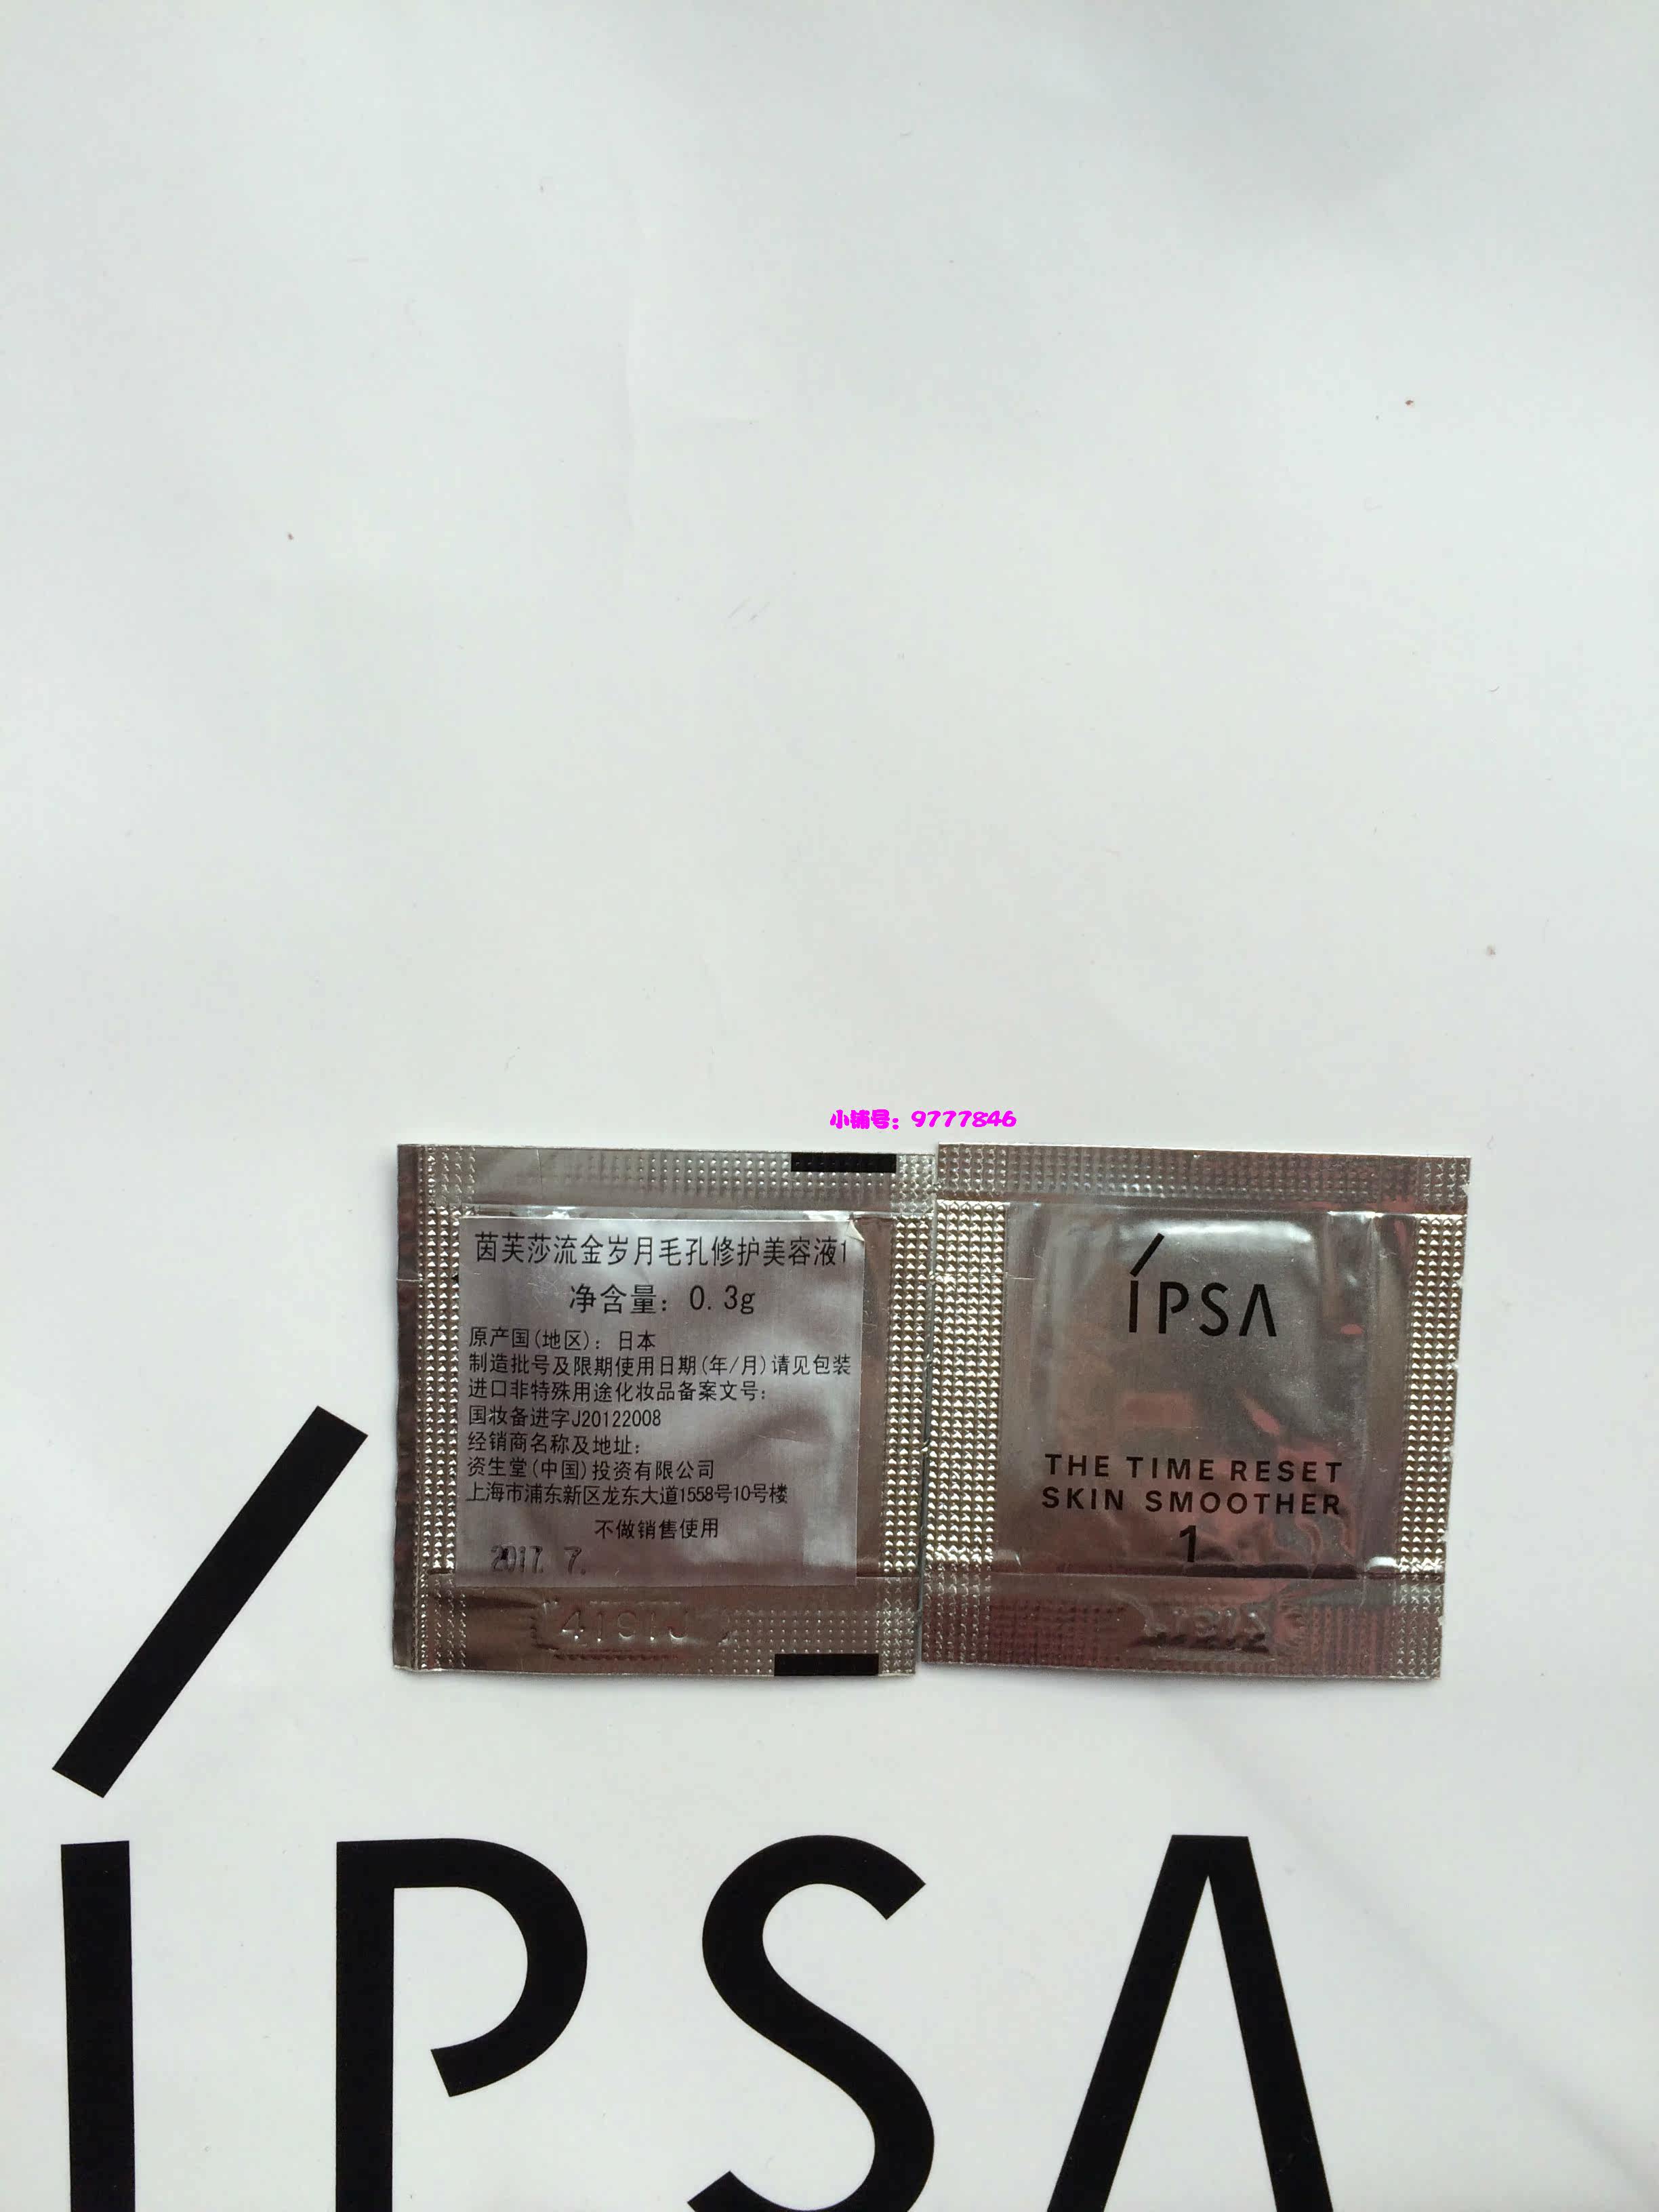 小铺号：9777846
茵芙莎流金岁月毛孔修护美容液1
净含量：0.3g
原产国(地区)：日本
制造批号及限期使用日期(年/月)请见包装
进口非特殊用途化妆品备案文号：
国妆备进字J20122008
经销商名称及地址：
资生堂(中国)投资有限公司
上海市浦东新区龙东大道1558号10号楼
不做销售使用
2017. 7.
4191J
IPSA
THE TIME RESET
SKIN SMOOTHER
1
IPSA